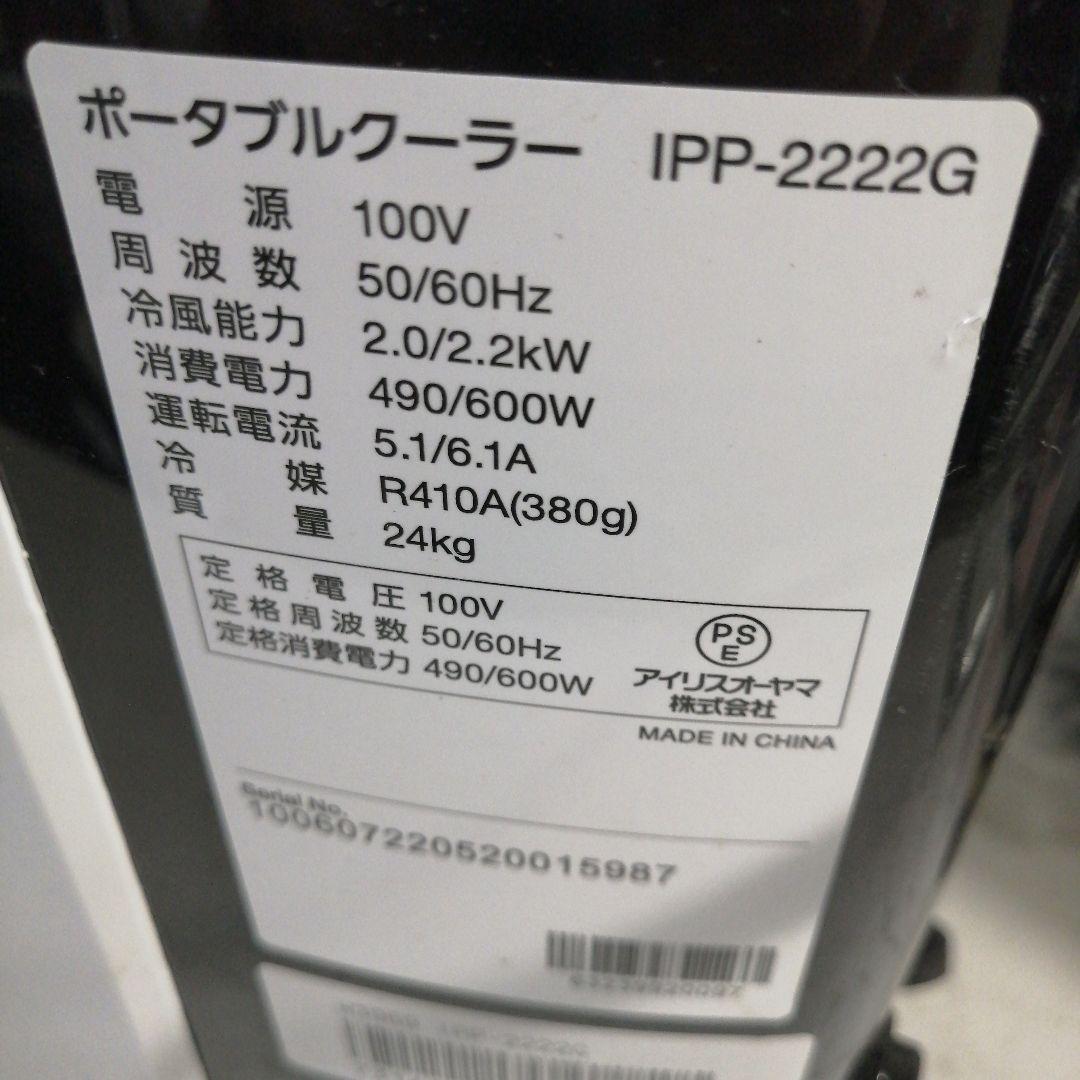 ポータブルクーラー IPP-2222G
電源 100V
周波数 50/60Hz
冷風能力 2.0/2.2kW
消費電力 490/600W
運転電流 5.1/6.1A
冷媒 R410A(380g)
質量 24kg
定格電圧 100V
定格周波数 50/60Hz
定格消費電力 490/600W
PSE
アイリスオーヤマ
株式会社
MADE IN CHINA
Serial No.
100607220520015987
IPP-2222G